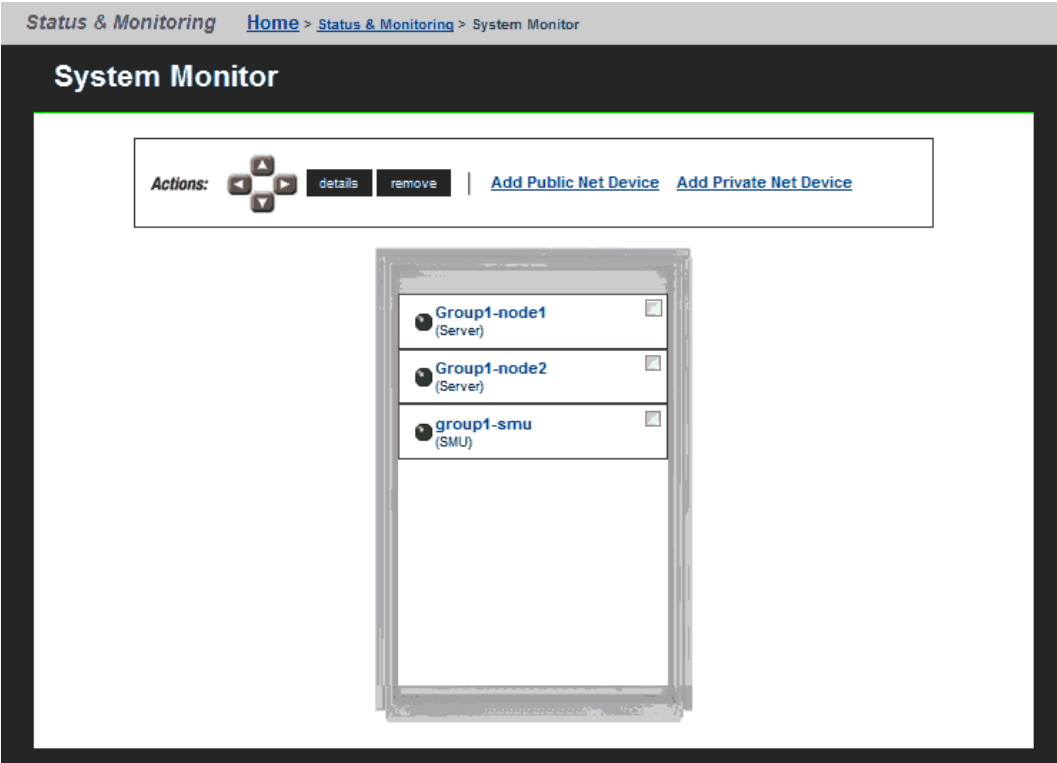 Status & Monitoring Home > Status & Monitoring > System Monitor
System Monitor
Actions: details remove | Add Public Net Device Add Private Net Device
Group1-node1
(Server)
Group1-node2
(Server)
group1-smu
(SMU)